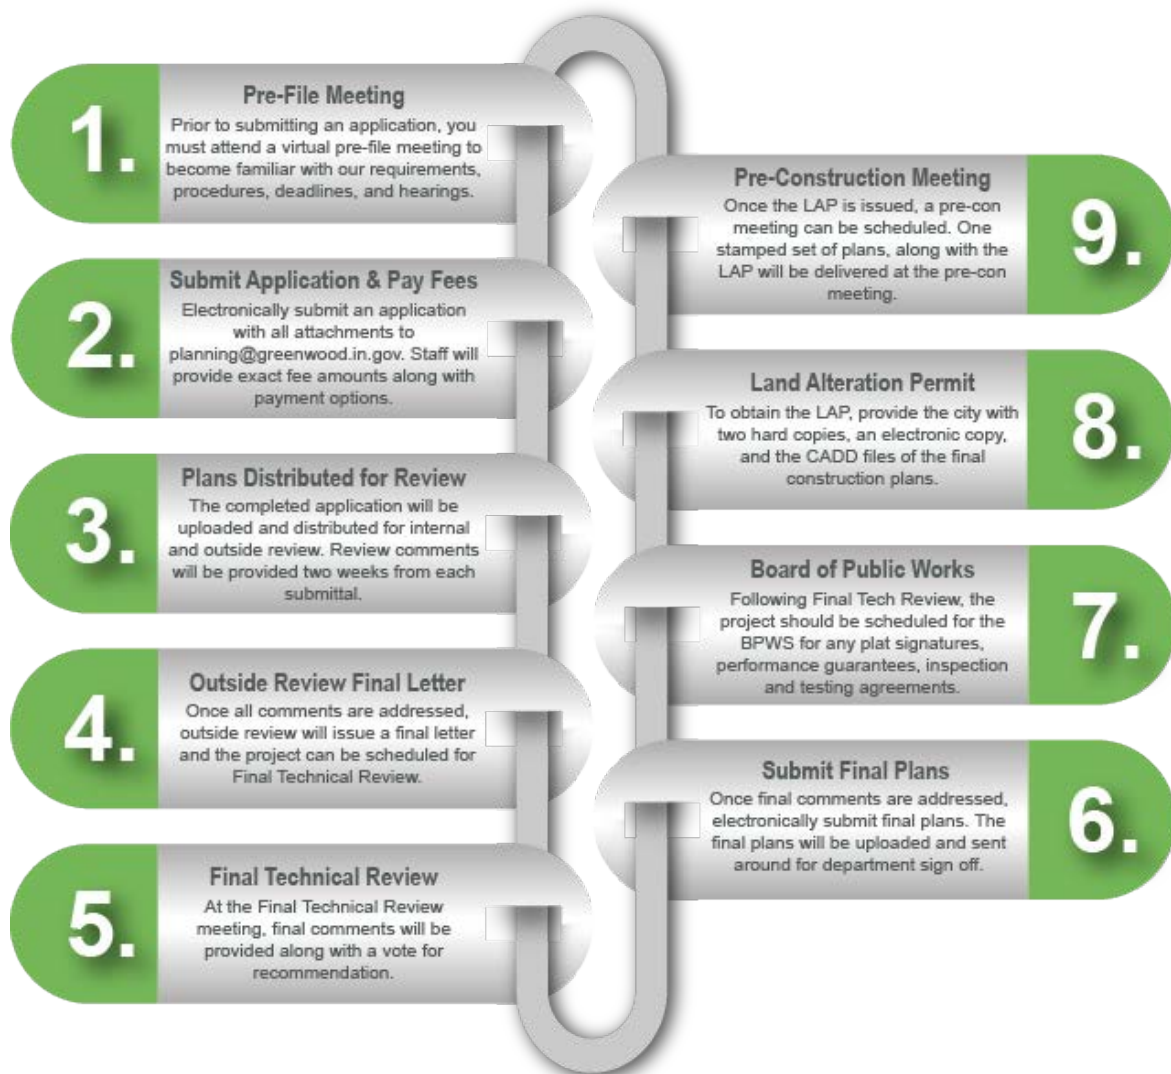 1.
Pre-File Meeting
Prior to submitting an application, you
must attend a virtual pre-file meeting to
become familiar with our requirements,
procedures, deadlines, and hearings.
2.
Submit Application & Pay Fees
Electronically submit an application
with all attachments to
planning@greenwood.in.gov. Staff will
provide exact fee amounts along with
payment options.
3.
Plans Distributed for Review
The completed application will be
uploaded and distributed for internal
and outside review. Review comments
will be provided two weeks from each
submittal.
4.
Outside Review Final Letter
Once all comments are addressed,
outside review will issue a final letter
and the project can be scheduled for
Final Technical Review.
5.
Final Technical Review
At the Final Technical Review
meeting, final comments will be
provided along with a vote for
recommendation.
6.
Submit Final Plans
Once final comments are addressed,
electronically submit final plans. The
final plans will be uploaded and sent
around for department sign off.
7.
Board of Public Works
Following Final Tech Review, the
project should be scheduled for the
BPWS for any plat signatures,
performance guarantees, inspection
and testing agreements.
8.
Land Alteration Permit
To obtain the LAP, provide the city with
two hard copies, an electronic copy,
and the CADD files of the final
construction plans.
9.
Pre-Construction Meeting
Once the LAP is issued, a pre-con
meeting can be scheduled. One
stamped set of plans, along with the
LAP will be delivered at the pre-con
meeting.